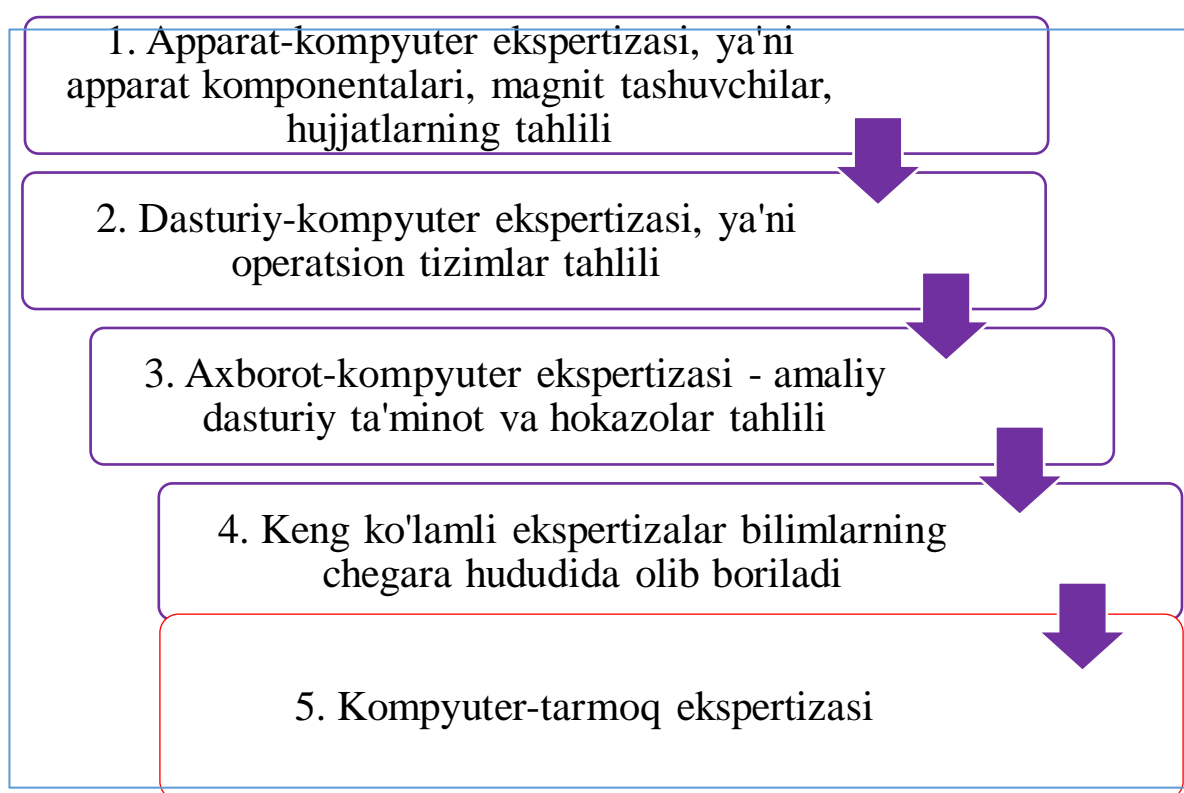 1. Apparat-kompyuter ekspertizasi, ya'ni
apparat komponentalari, magnit tashuvchilar,
hujjatlarning tahlili
2. Dasturiy-kompyuter ekspertizasi, ya'ni
operatsion tizimlar tahlili
3. Axborot-kompyuter ekspertizasi - amaliy
dasturiy ta'minot va hokazolar tahlili
4. Keng ko'lamli ekspertizalar bilimlarning
chegara hududida olib boriladi
5. Kompyuter-tarmoq ekspertizasi